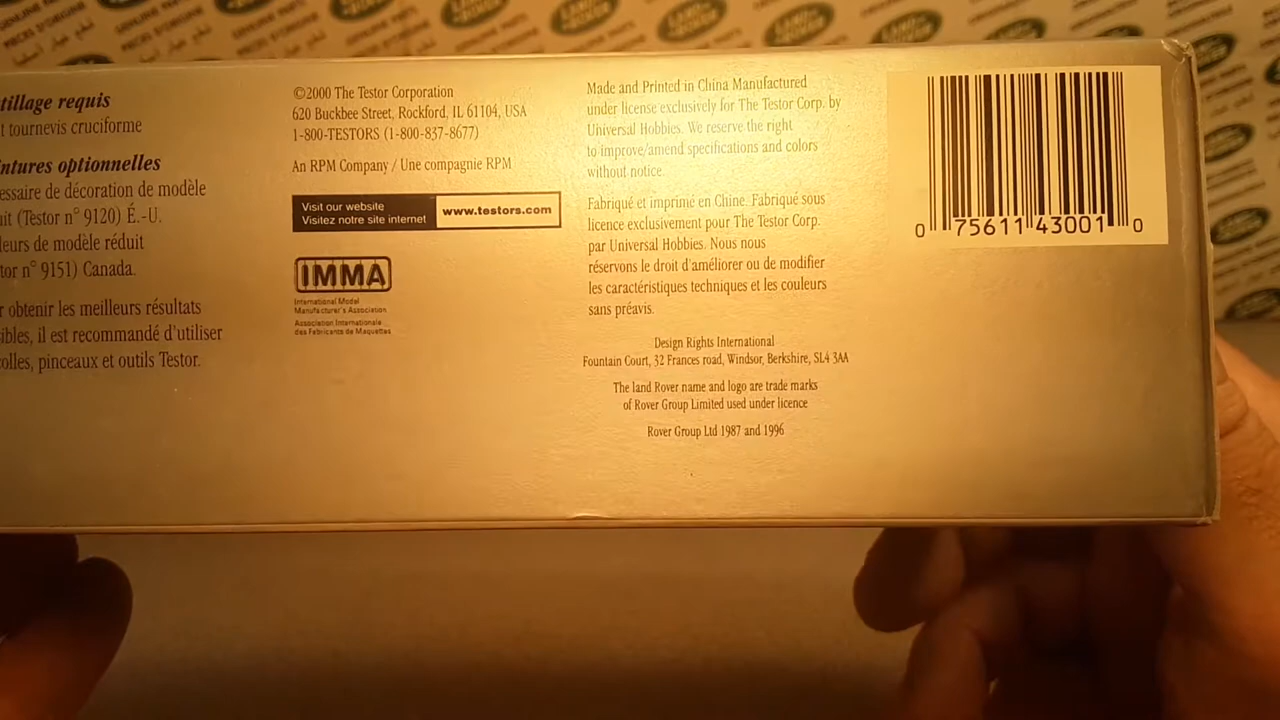 tillage requis
t tournevis cruciforme
intures optionnelles
essaire de décoration de modèle
uit (Testor n° 9120) É.-U.
leurs de modèle réduit
tor n° 9151) Canada.
r obtenir les meilleurs résultats
ibles, il est recommandé d'utiliser
olles, pinceaux et outils Testor.
©2000 The Testor Corporation
620 Buckbee Street, Rockford, IL 61104, USA
1-800-TESTORS (1-800-837-8677)
An RPM Company / Une compagnie RPM
Visit our website
Visitez notre site internet
www.testors.com
IMMA
International Model
Manufacturer's Association
Association Internationale
des Fabricants de Maquettes
Made and Printed in China Manufactured
under license exclusively for The Testor Corp. by
Universal Hobbies. We reserve the right
to improve/amend specifications and colors
without notice
Fabriqué et imprimé en Chine. Fabriqué sous
licence exclusivement pour The Testor Corp.
par Universal Hobbies. Nous nous
réservons le droit d'améliorer ou de modifier
les caractéristiques techniques et les couleurs
sans préavis.
Design Rights International
Fountain Court, 32 Frances road, Windsor, Berkshire, SL4 3AA
The land Rover name and logo are trade marks
of Rover Group Limited used under licence
Rover Group Ltd 1987 and 1996
0 75611 43001 0